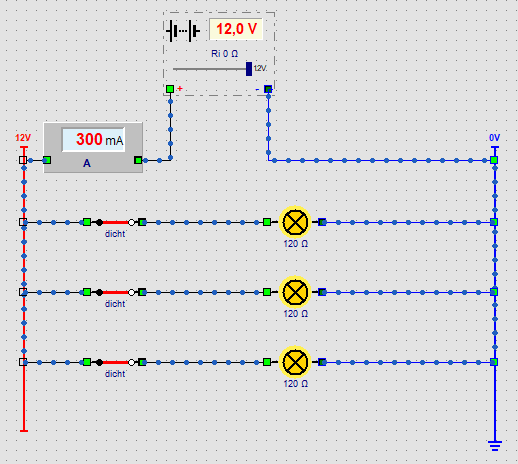 12,0 V
Ri 0 Ω
12V
+
-
12V
300 mA
A
0V
dicht
120 Ω
dicht
120 Ω
dicht
120 Ω